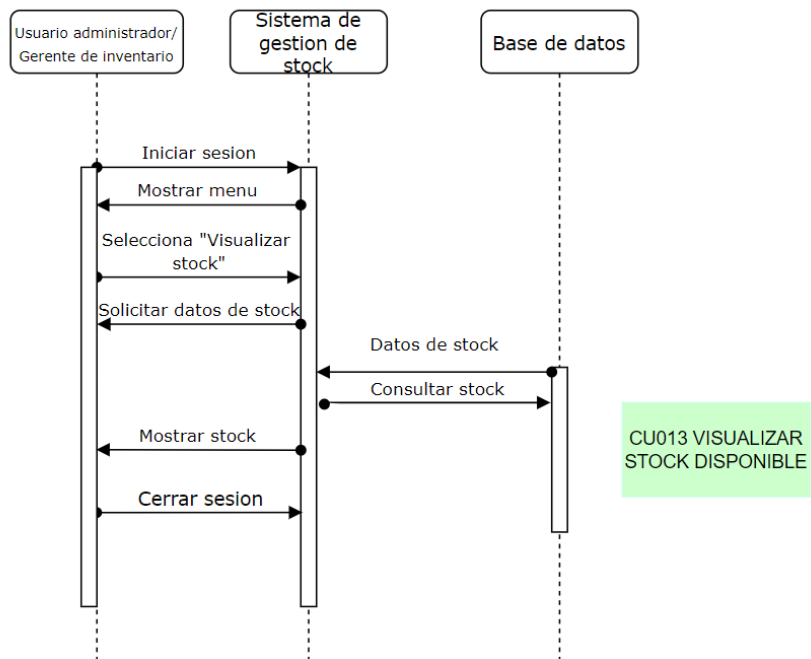 Usuario administrador/
Gerente de inventario
Sistema de
gestion de
stock
Base de datos
Iniciar sesion
Mostrar menu
Selecciona "Visualizar
stock"
Solicitar datos de stock
Datos de stock
Consultar stock
Mostrar stock
Cerrar sesion
CU013 VISUALIZAR
STOCK DISPONIBLE